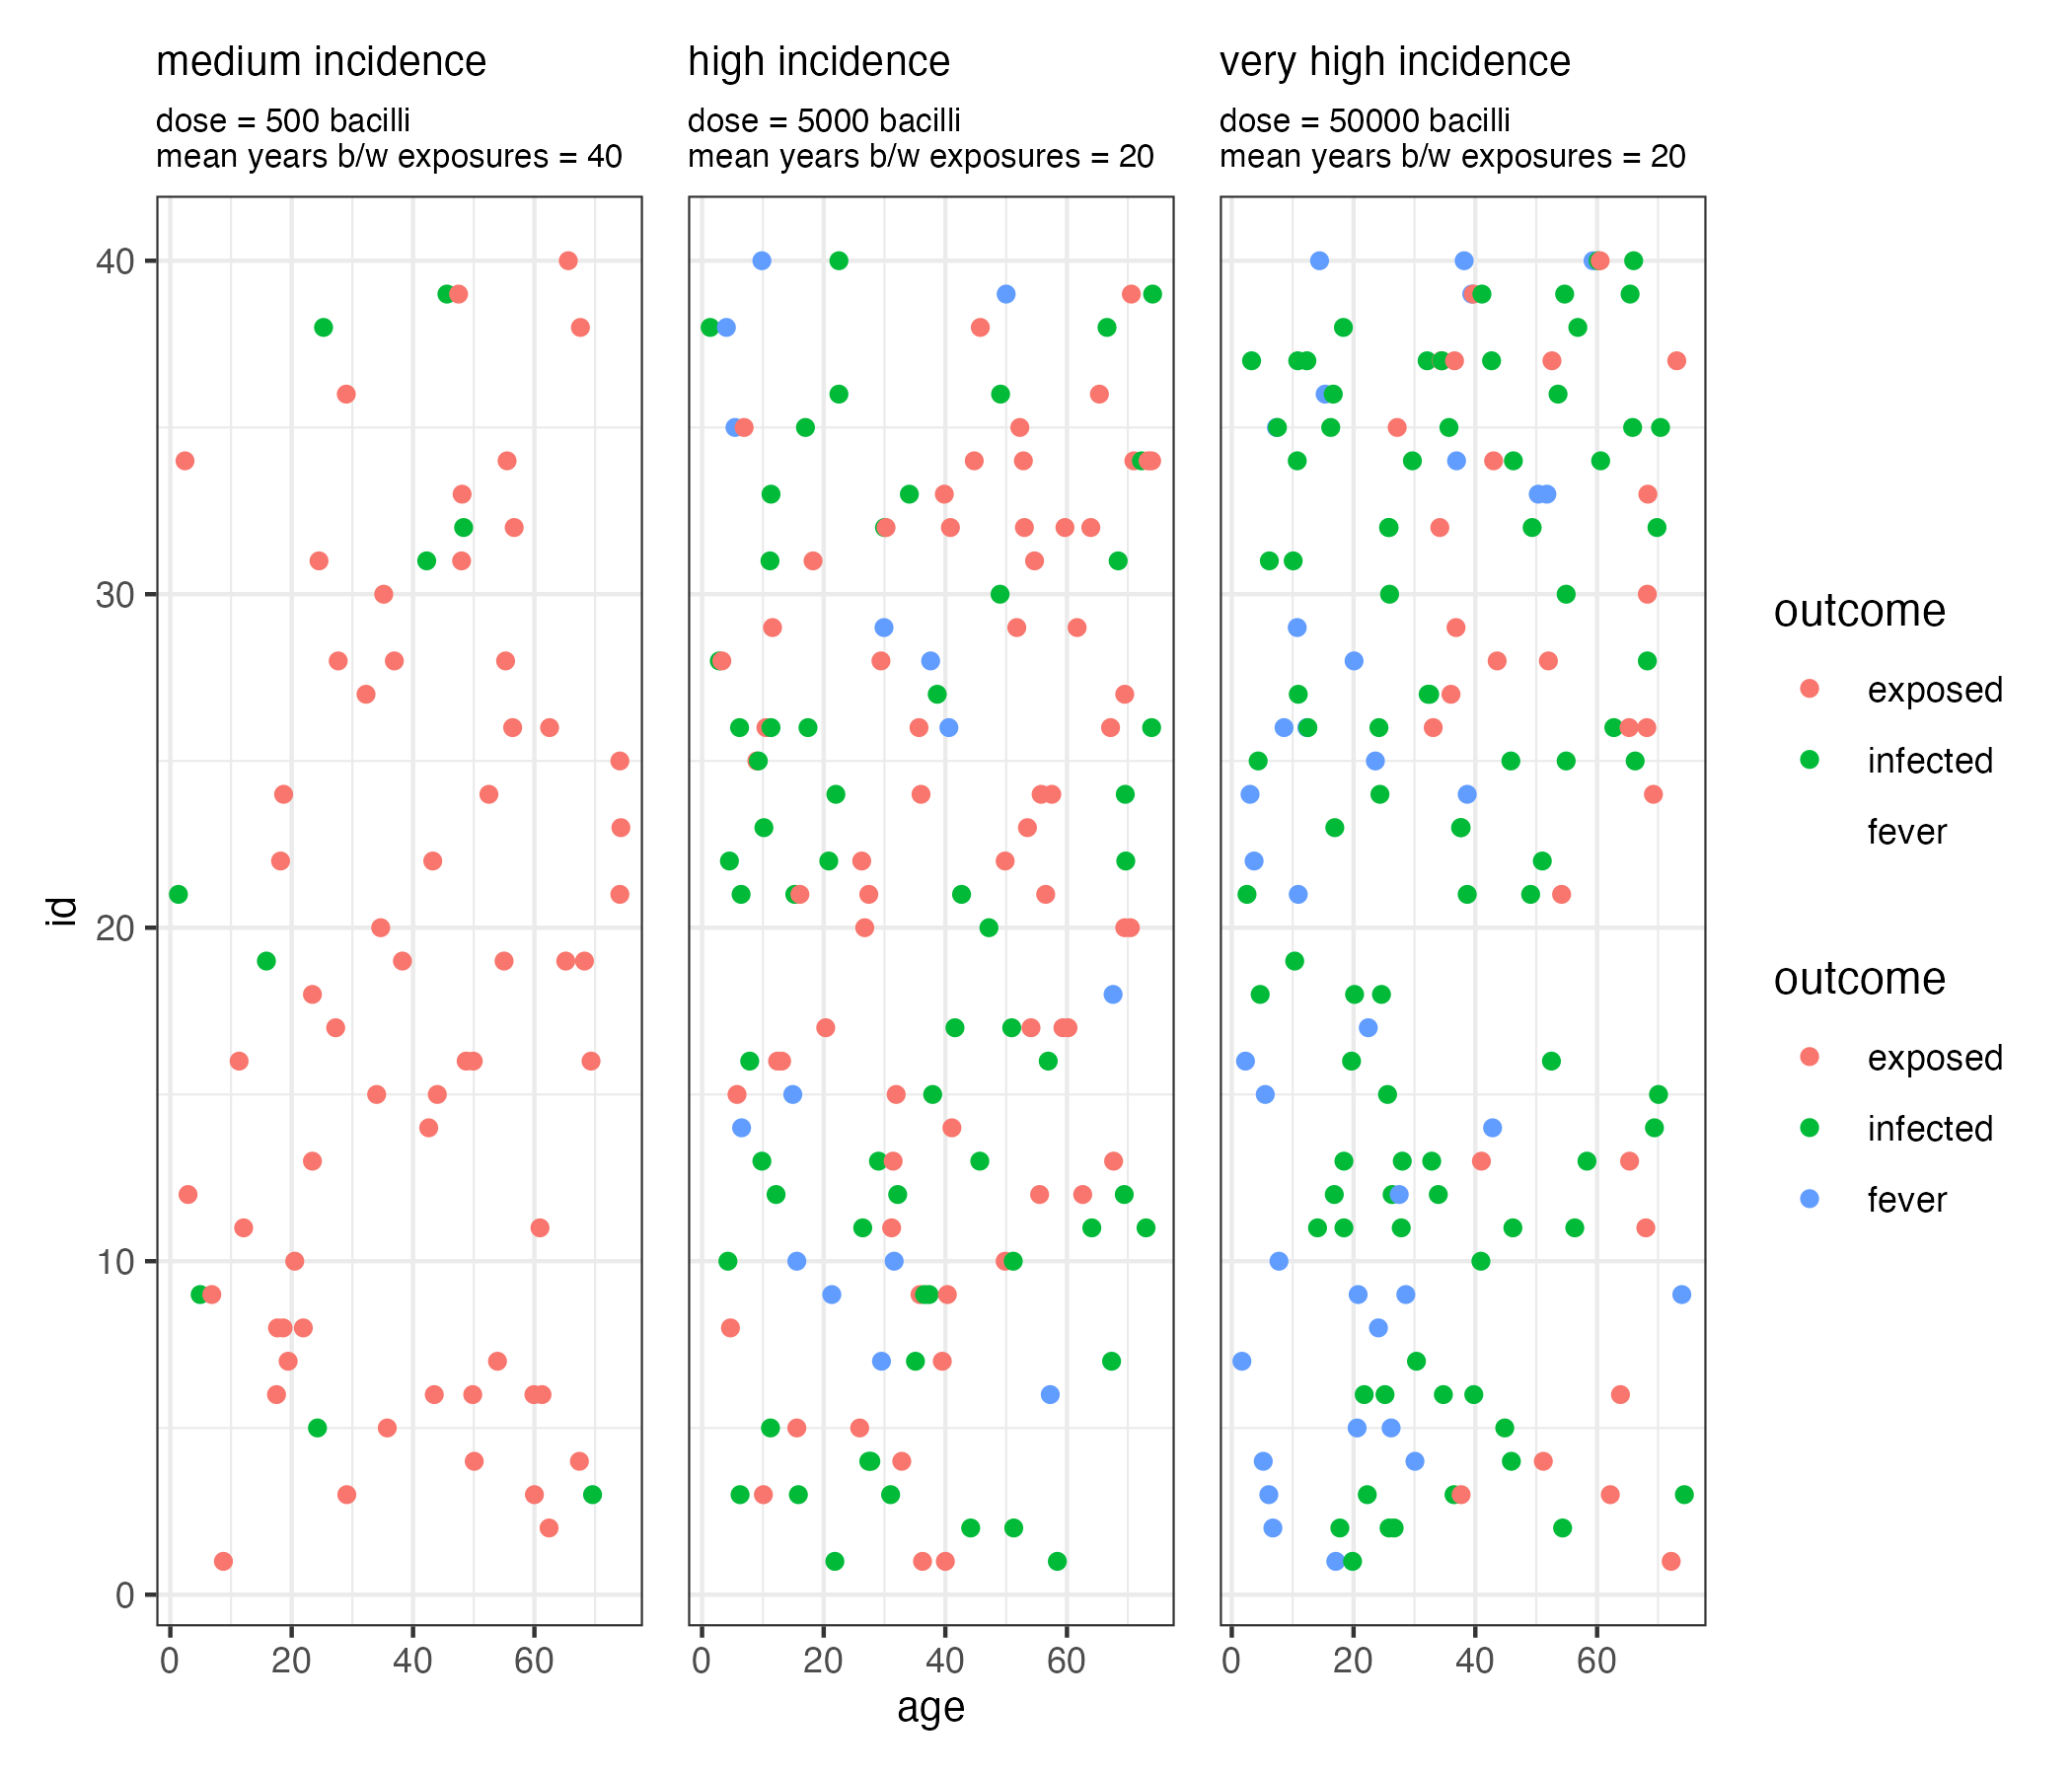 medium incidence
dose = 500 bacilli
mean years b/w exposures = 40
high incidence
dose = 5000 bacilli
mean years b/w exposures = 20
very high incidence
dose = 50000 bacilli
mean years b/w exposures = 20
id
40
30
20
10
0
0 20 40 60
0 20 40 60
0 20 40 60
age
outcome
exposed
infected
fever
outcome
exposed
infected
fever